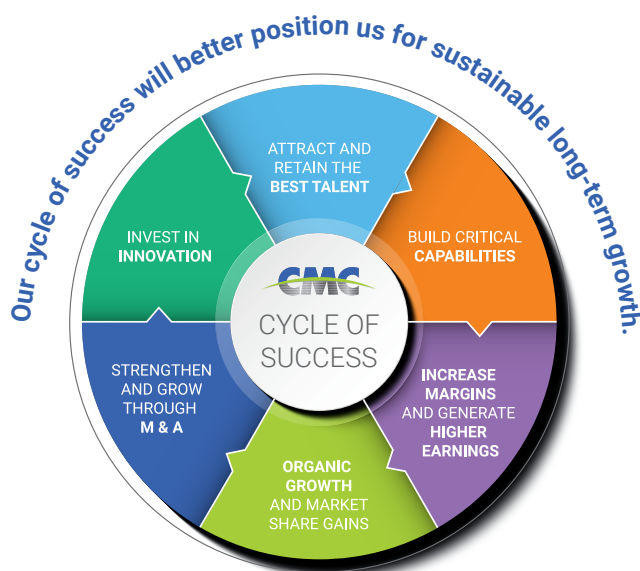 Our cycle of success will better position us for sustainable long-term growth.
ATTRACT AND
RETAIN THE
BEST TALENT
BUILD CRITICAL
CAPABILITIES
INCREASE
MARGINS
AND GENERATE
HIGHER
EARNINGS
ORGANIC
GROWTH
AND MARKET
SHARE GAINS
STRENGTHEN
AND GROW
THROUGH
M & A
INVEST IN
INNOVATION
CMC
CYCLE OF
SUCCESS